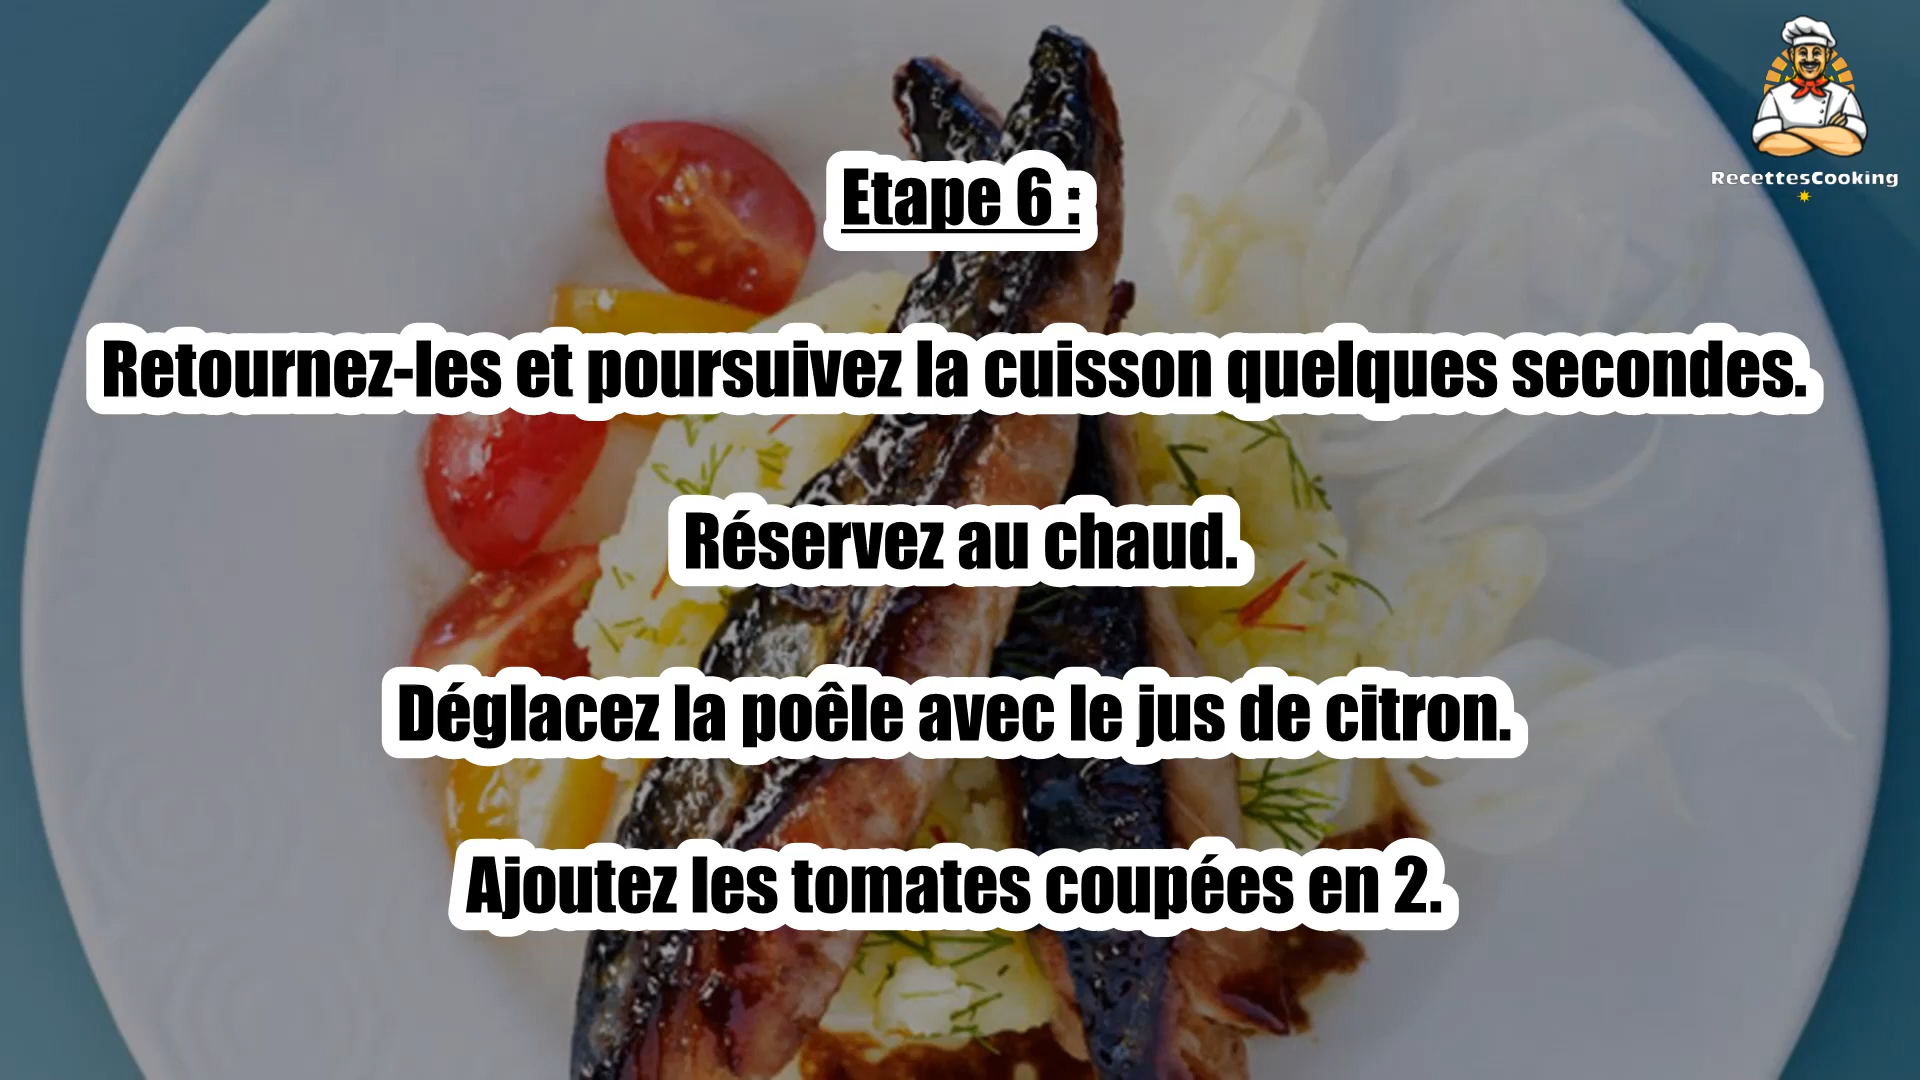 RecettesCooking
Etape 6 :
Retournez-les et poursuivez la cuisson quelques secondes.
Réservez au chaud.
Déglacez la poêle avec le jus de citron.
Ajoutez les tomates coupées en 2.